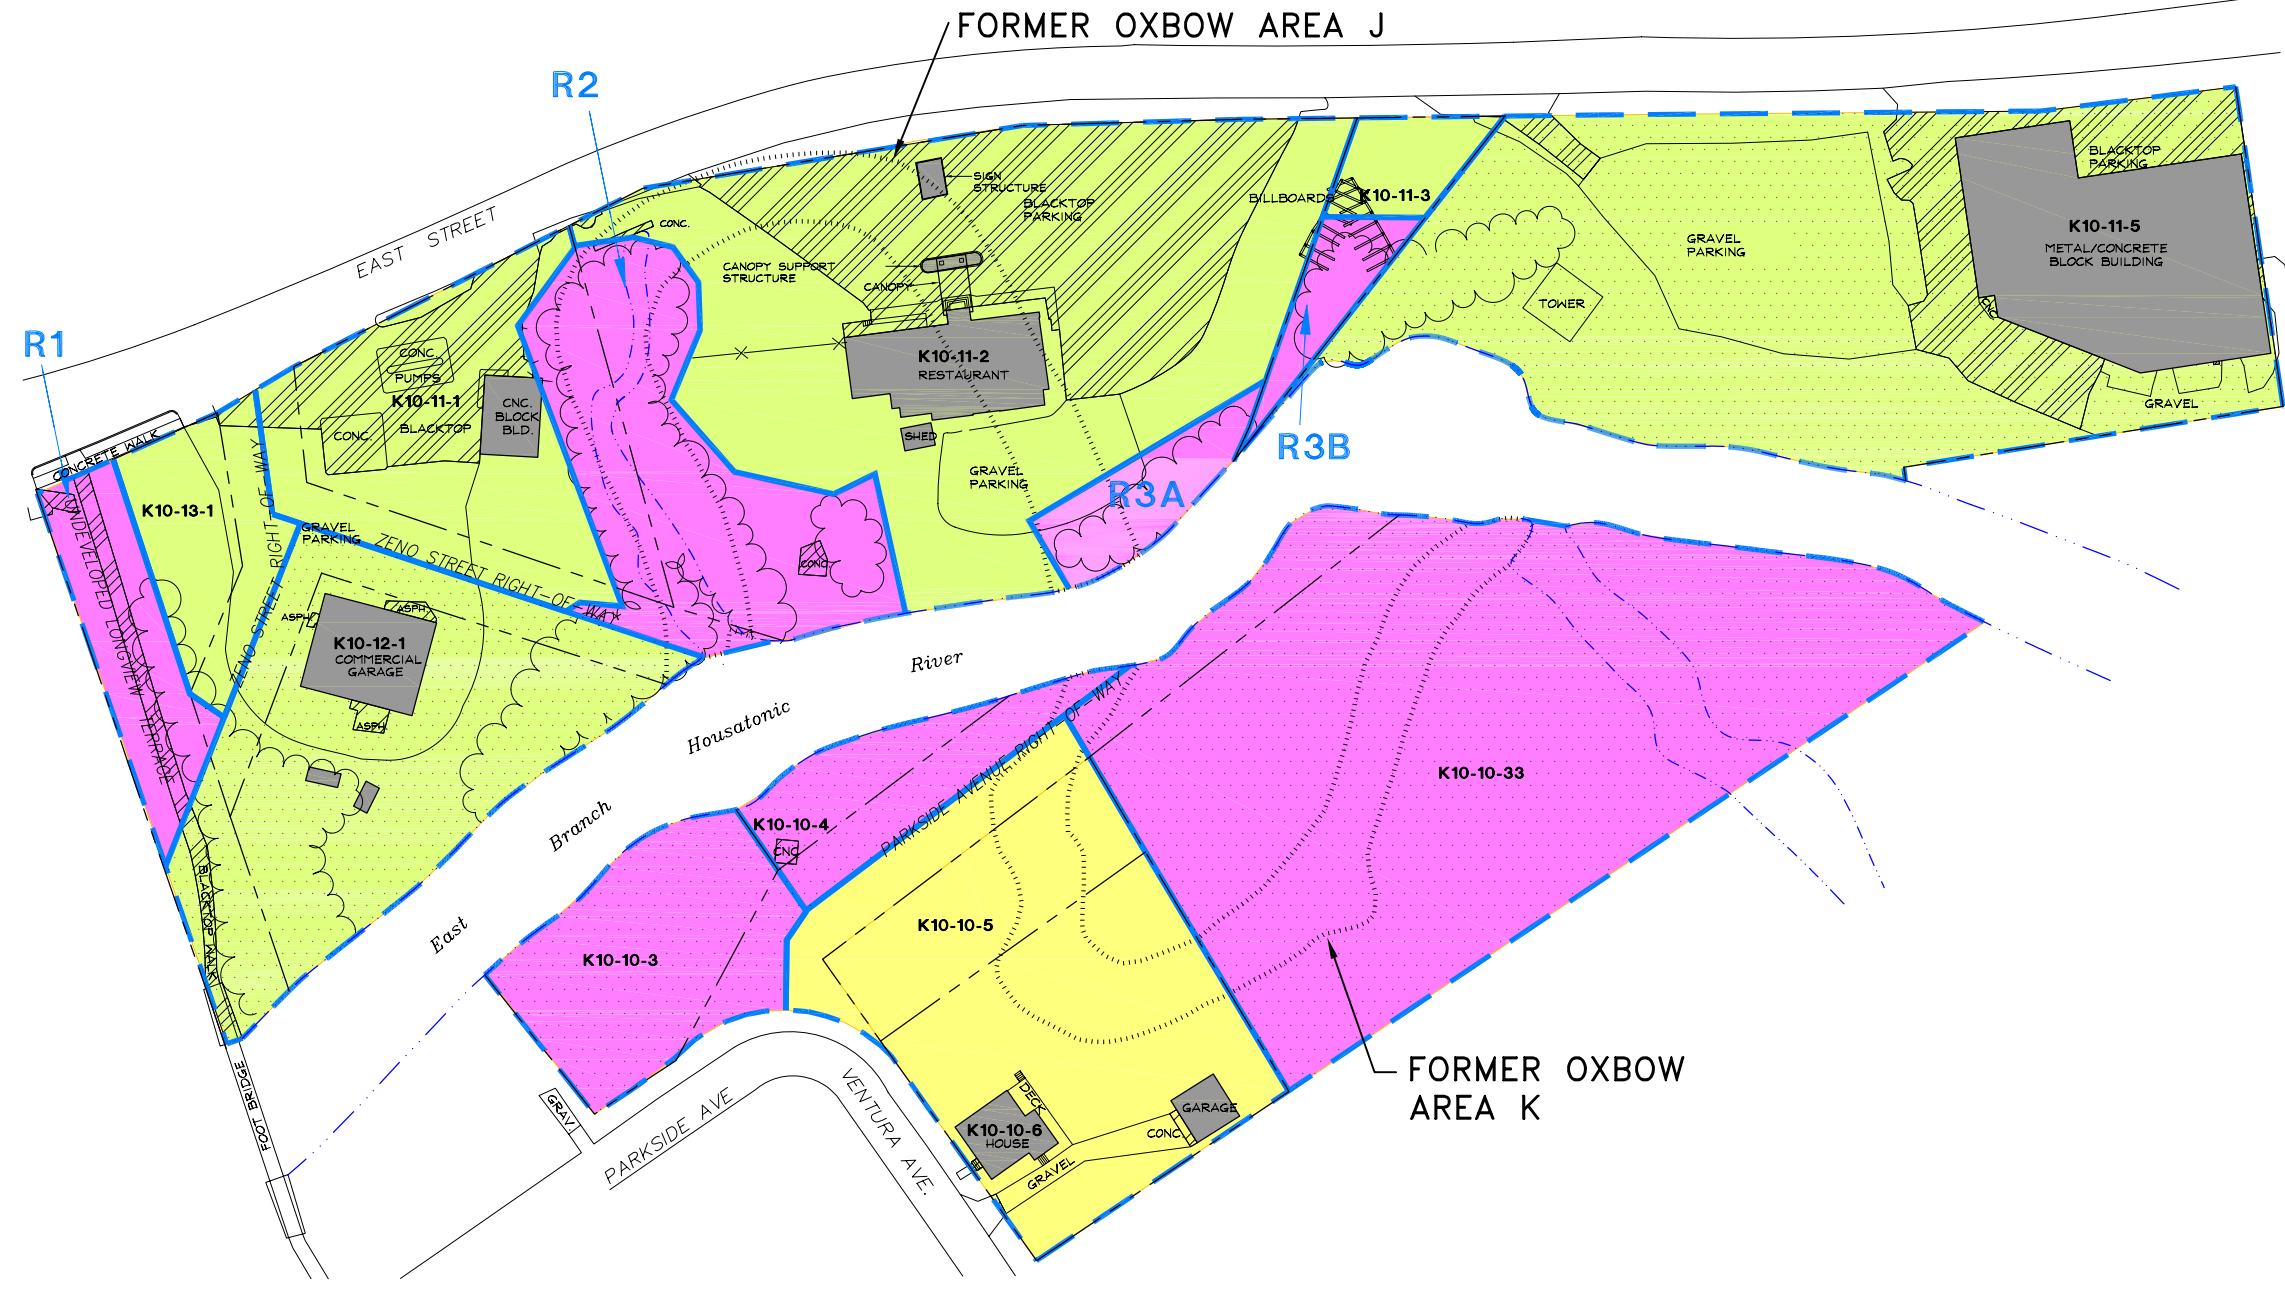 FORMER OXBOW AREA J
R2
EAST STREET
SIGN
STRUCTURE
BLACKTOP
PARKING
BILLBOARDS
K10-11-3
CONC.
CANOPY SUPPORT
STRUCTURE
CANOPY
GRAVEL
PARKING
TOWER
BLACKTOP
PARKING
K10-11-5
METAL/CONCRETE
BLOCK BUILDING
GRAVEL
R1
CONC.
PUMPS
K10-11-1
BLACKTOP
CONC.
CNC.
BLOCK
BLD.
K10-11-2
RESTAURANT
SHED
GRAVEL
PARKING
R3B
R3A
CONCRETE WALK
K10-13-1
UNDEVELOPED LONGVIEW TERRACE
ZENO STREET RIGHT-OF-WAY
GRAVEL
PARKING
ZENO STREET RIGHT-OF-WAY
CONC.
ASPH.
ASPH.
K10-12-1
COMMERCIAL
GARAGE
ASPH.
BLACKTOP WALK
East Branch Housatonic River
PARKSIDE AVENUE RIGHT-OF-WAY
K10-10-4
CNC
K10-10-33
K10-10-3
K10-10-5
FOOT BRIDGE
GRAV.
PARKSIDE AVE
VENTURA AVE.
DECK
K10-10-6
HOUSE
GARAGE
CONC.
GRAVEL
FORMER OXBOW
AREA K